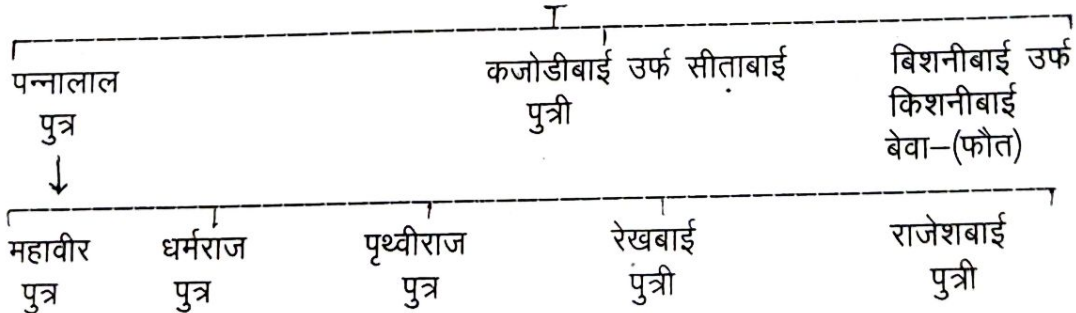 पन्नालाल कजोडीबाई उर्फ सीताबाई बिशनीबाई उर्फ
पुत्र पुत्री किशनीबाई
बेवा–(फौत)
महावीर धर्मराज पृथ्वीराज रेखबाई राजेशबाई
पुत्र पुत्र पुत्र पुत्री पुत्री